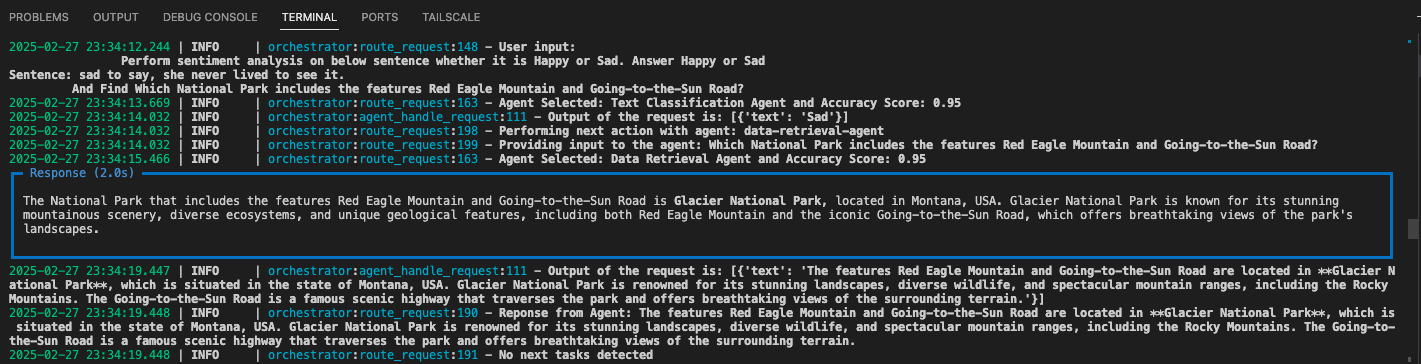 PROBLEMS OUTPUT DEBUG CONSOLE TERMINAL PORTS TAILSCALE
2025-02-27 23:34:12.244 | INFO | orchestrator:route_request:148 - User input:
Perform sentiment analysis on below sentence whether it is Happy or Sad. Answer Happy or Sad
Sentence: sad to say, she never lived to see it.
And Find Which National Park includes the features Red Eagle Mountain and Going-to-the-Sun Road?
2025-02-27 23:34:13.669 | INFO | orchestrator:route_request:163 - Agent Selected: Text Classification Agent and Accuracy Score: 0.95
2025-02-27 23:34:14.032 | INFO | orchestrator:agent_handle_request:111 - Output of the request is: [{'text': 'Sad'}]
2025-02-27 23:34:14.032 | INFO | orchestrator:route_request:198 - Performing next action with agent: data-retrieval-agent
2025-02-27 23:34:14.032 | INFO | orchestrator:route_request:199 - Providing input to the agent: Which National Park includes the features Red Eagle Mountain and Going-to-the-Sun Road?
2025-02-27 23:34:15.466 | INFO | orchestrator:route_request:163 - Agent Selected: Data Retrieval Agent and Accuracy Score: 0.95
Response (2.0s)
The National Park that includes the features Red Eagle Mountain and Going-to-the-Sun Road is Glacier National Park, located in Montana, USA. Glacier National Park is known for its stunning
mountainous scenery, diverse ecosystems, and unique geological features, including both Red Eagle Mountain and the iconic Going-to-the-Sun Road, which offers breathtaking views of the park's
landscapes.
2025-02-27 23:34:19.447 | INFO | orchestrator:agent_handle_request:111 - Output of the request is: [{'text': 'The features Red Eagle Mountain and Going-to-the-Sun Road are located in **Glacier N
ational Park**, which is situated in the state of Montana, USA. Glacier National Park is renowned for its stunning landscapes, diverse wildlife, and spectacular mountain ranges, including the Rocky
Mountains. The Going-to-the-Sun Road is a famous scenic highway that traverses the park and offers breathtaking views of the surrounding terrain.'}]
2025-02-27 23:34:19.448 | INFO | orchestrator:route_request:190 - Reponse from Agent: The features Red Eagle Mountain and Going-to-the-Sun Road are located in **Glacier National Park**, which is
situated in the state of Montana, USA. Glacier National Park is renowned for its stunning landscapes, diverse wildlife, and spectacular mountain ranges, including the Rocky Mountains. The Going-to-
the-Sun Road is a famous scenic highway that traverses the park and offers breathtaking views of the surrounding terrain.
2025-02-27 23:34:19.448 | INFO | orchestrator:route_request:191 - No next tasks detected